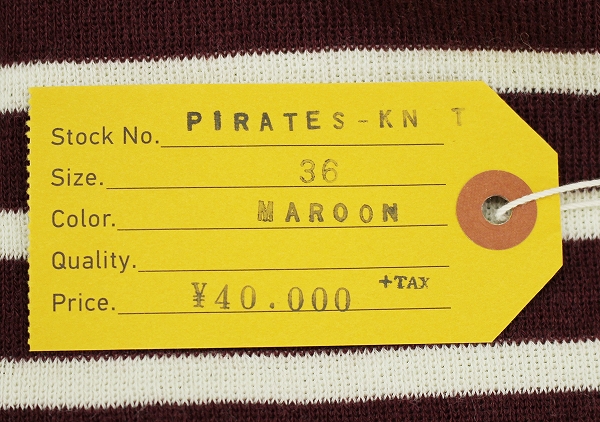 Stock No. PIRATES-KN T
Size. 36
Color. MAROON
Quality.
Price. ¥40.000 +TAX